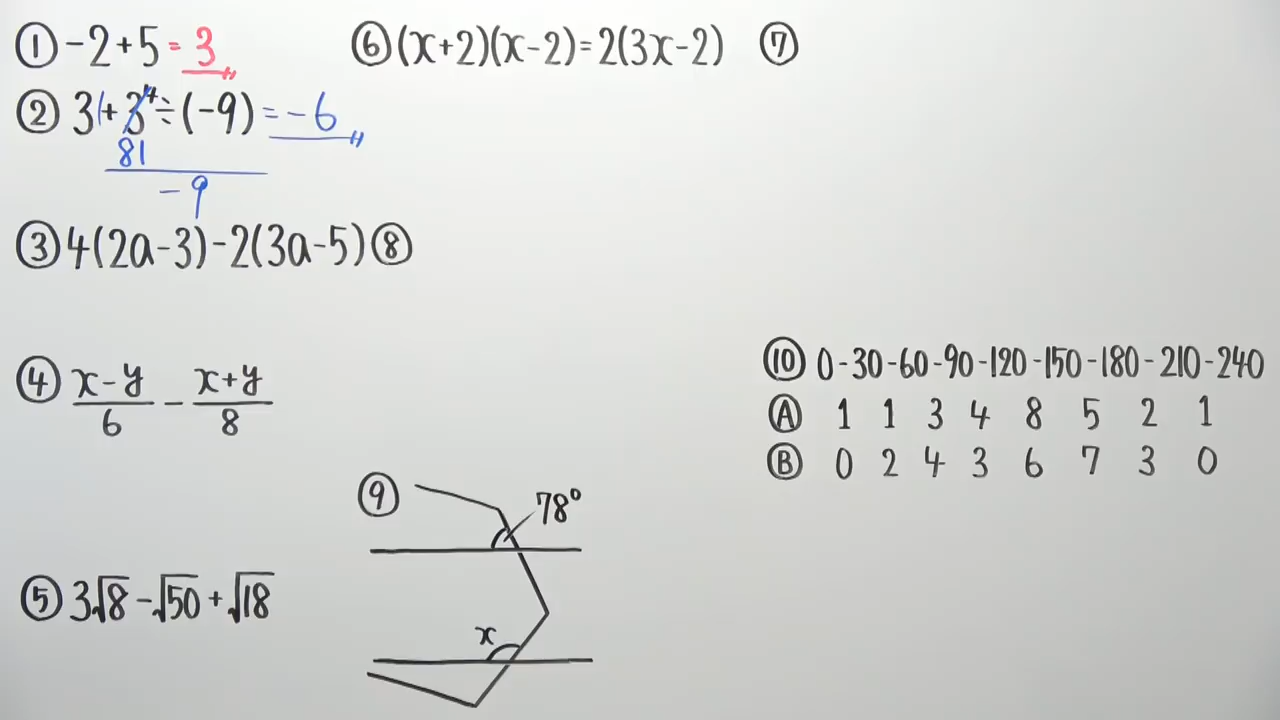 ① -2+5 = 3
② 3+3⁴÷(-9) = -6
81
-9
③ 4(2a-3)-2(3a-5)
④ x-y/6 - x+y/8
⑤ 3√8-√50+√18
⑥ (x+2)(x-2)=2(3x-2)
⑦
⑧
⑨ 78°
x
⑩ 0-30-60-90-120-150-180-210-240
Ⓐ 1 1 3 4 8 5 2 1
Ⓑ 0 2 4 3 6 7 3 0